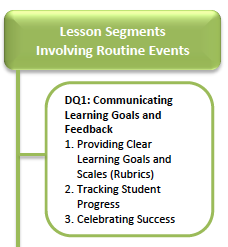 Lesson Segments
Involving Routine Events
DQ1: Communicating
Learning Goals and
Feedback
1. Providing Clear
Learning Goals and
Scales (Rubrics)
2. Tracking Student
Progress
3. Celebrating Success